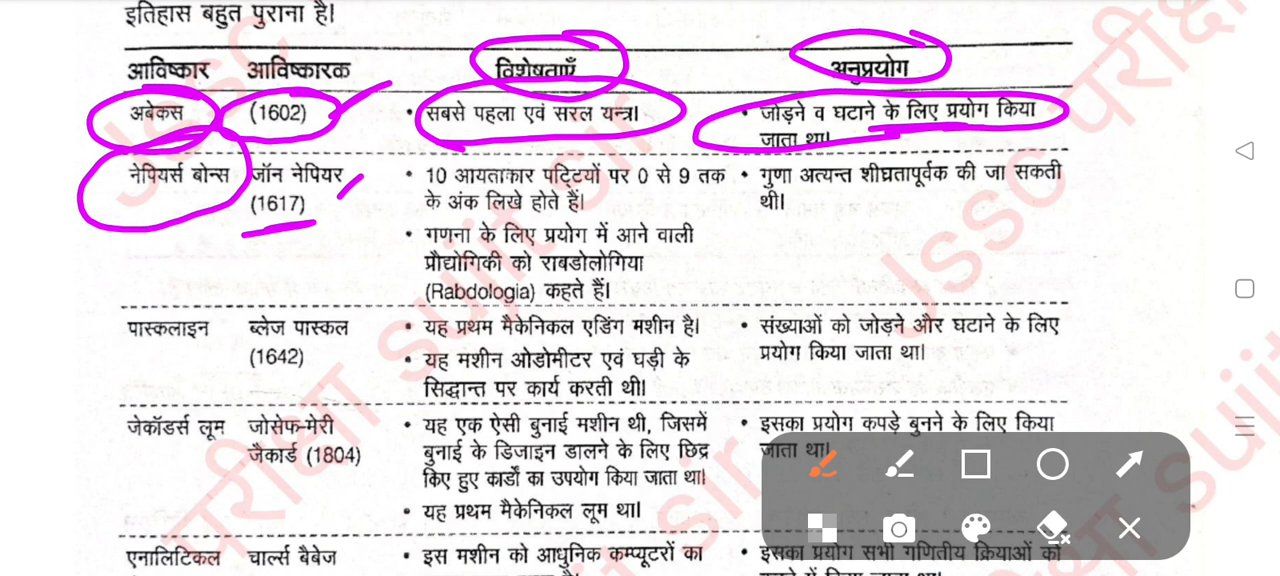 इतिहास बहुत पुराना है।
आविष्कार आविष्कारक विशेषताएँ अनुप्रयोग
अबेकस (1602) • सबसे पहला एवं सरल यन्त्र। • जोड़ने व घटाने के लिए प्रयोग किया
जाता था।
नेपियर्स बोन्स जॉन नेपियर • 10 आयताकार पट्टियों पर 0 से 9 तक • गुणा अत्यन्त शीघ्रतापूर्वक की जा सकती
(1617) के अंक लिखे होते हैं। थी।
• गणना के लिए प्रयोग में आने वाली
प्रौद्योगिकी को राबडोलोगिया
(Rabdologia) कहते हैं।
पास्कलाइन ब्लेज पास्कल • यह प्रथम मैकेनिकल एडिंग मशीन है। • संख्याओं को जोड़ने और घटाने के लिए
(1642) • यह मशीन ओडोमीटर एवं घड़ी के प्रयोग किया जाता था।
सिद्धान्त पर कार्य करती थी।
जेकॉर्डर्स लूम जोसेफ-मेरी • यह एक ऐसी बुनाई मशीन थी, जिसमें • इसका प्रयोग कपड़े बुनने के लिए किया
जैकार्ड (1804) बुनाई के डिजाइन डालने के लिए छिद्र जाता था।
किए हुए कार्डों का उपयोग किया जाता था।
• यह प्रथम मैकेनिकल लूम था।
एनालिटिकल चार्ल्स बैबेज • इस मशीन को आधुनिक कम्प्यूटरों का • इसका प्रयोग सभी गणितीय क्रियाओं को
Jssc परीक्षा sujit sir